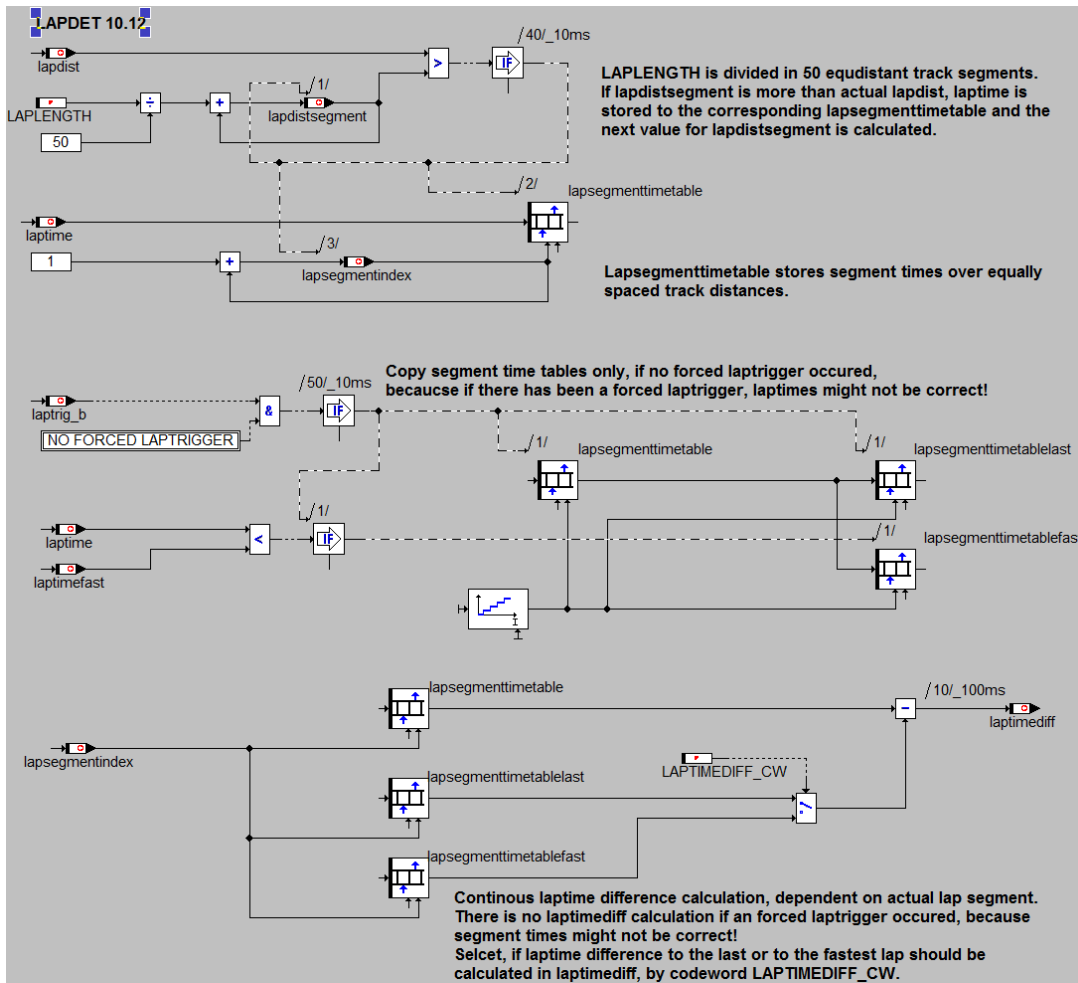 LAPDET 10.12
/40/_10ms
lapdist
>
IF
LAPLENGTH is divided in 50 equdistant track segments.
If lapdistsegment is more than actual lapdist, laptime is
stored to the corresponding lapsegmenttimetable and the
next value for lapdistsegment is calculated.
/1/
LAPLENGTH
÷
+
lapdistsegment
50
/2/
lapsegmenttimetable
laptime
/3/
1
+
lapsegmentindex
Lapsegmenttimetable stores segment times over equally
spaced track distances.
Copy segment time tables only, if no forced laptrigger occured,
becaucse if there has been a forced laptrigger, laptimes might not be correct!
/50/_10ms
laptrig_b
&
IF
NO FORCED LAPTRIGGER
/1/
lapsegmenttimetable
/1/
lapsegmenttimetablelast
/1/
laptime
<
IF
/1/
lapsegmenttimetablefas
laptimefast
I
lapsegmenttimetable
/10/_100ms
-
laptimediff
lapsegmentindex
LAPTIMEDIFF_CW
lapsegmenttimetablelast
lapsegmenttimetablefast
Continous laptime difference calculation, dependent on actual lap segment.
There is no laptimediff calculation if an forced laptrigger occured, because
segment times might not be correct!
Selcet, if laptime difference to the last or to the fastest lap should be
calculated in laptimediff, by codeword LAPTIMEDIFF_CW.